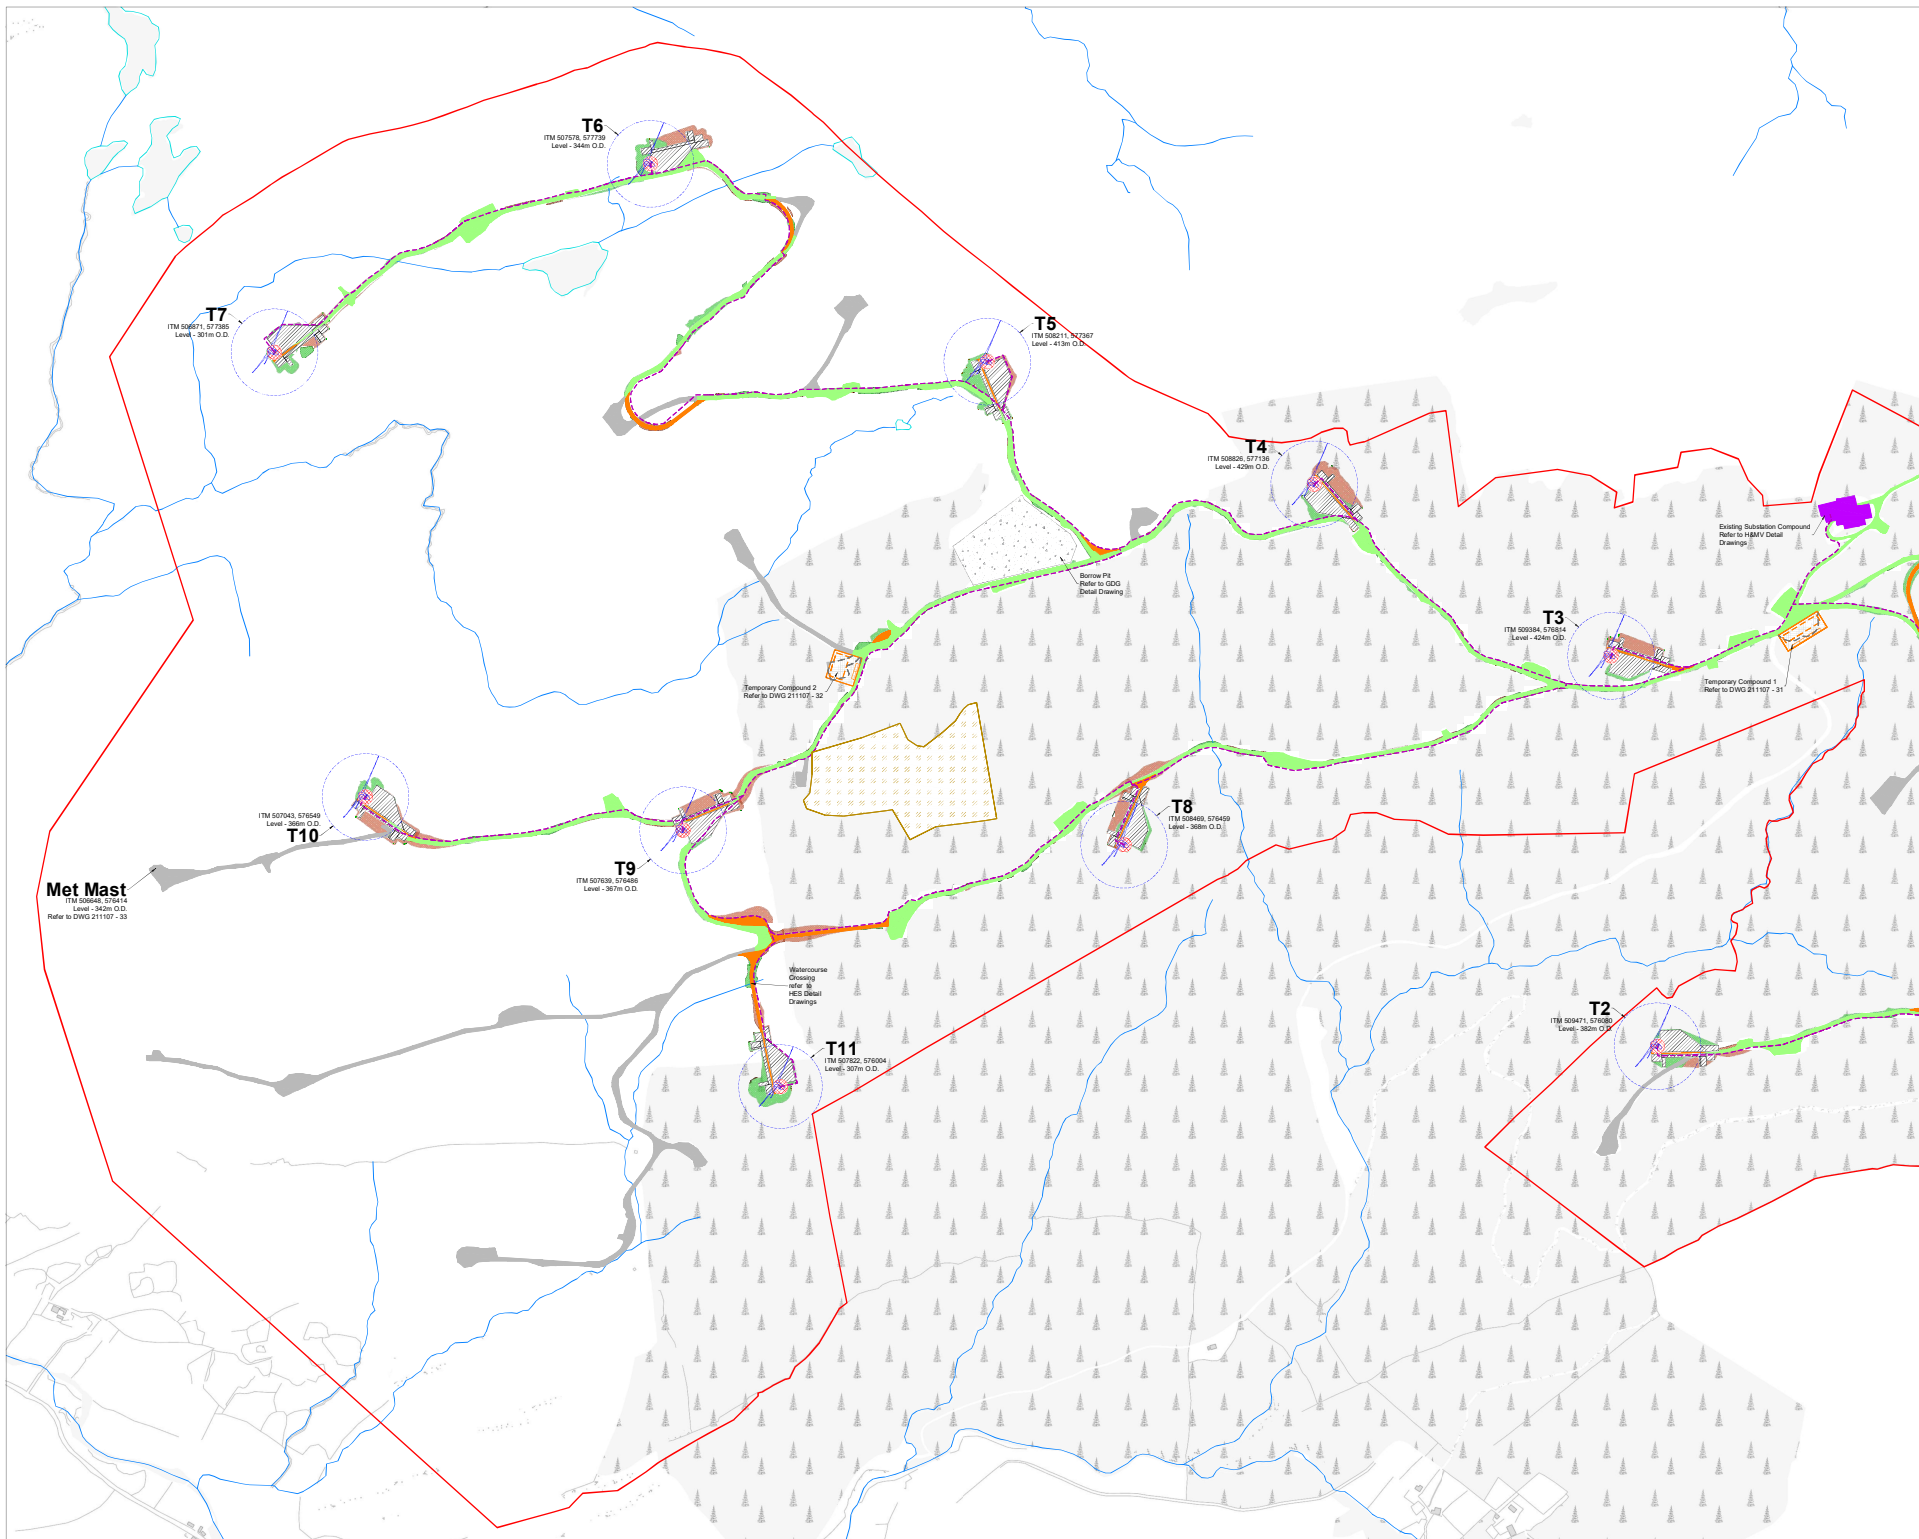 T6
ITM 507578, 577739
Level - 344m O.D.
T7
ITM 506871, 577385
Level - 301m O.D.
T5
ITM 508211, 577367
Level - 413m O.D.
T4
ITM 508826, 577136
Level - 429m O.D.
Existing Substation Compound
Refer to H&MV Detail
Drawings
Borrow Pit
Refer to GDG
Detail Drawing
T3
ITM 509384, 576814
Level - 424m O.D.
Temporary Compound 2
Refer to DWG 211107 - 32
Temporary Compound 1
Refer to DWG 211107 - 31
T8
ITM 508469, 576459
Level - 368m O.D.
ITM 507043, 576549
Level - 366m O.D.
T10
T9
ITM 507639, 576486
Level - 367m O.D.
Met Mast
ITM 506648, 576414
Level - 342m O.D.
Refer to DWG 211107 - 33
Watercourse
Crossing
refer to
HES Detail
Drawings
T2
ITM 509471, 576080
Level - 382m O.D.
T11
ITM 507822, 576004
Level - 307m O.D.